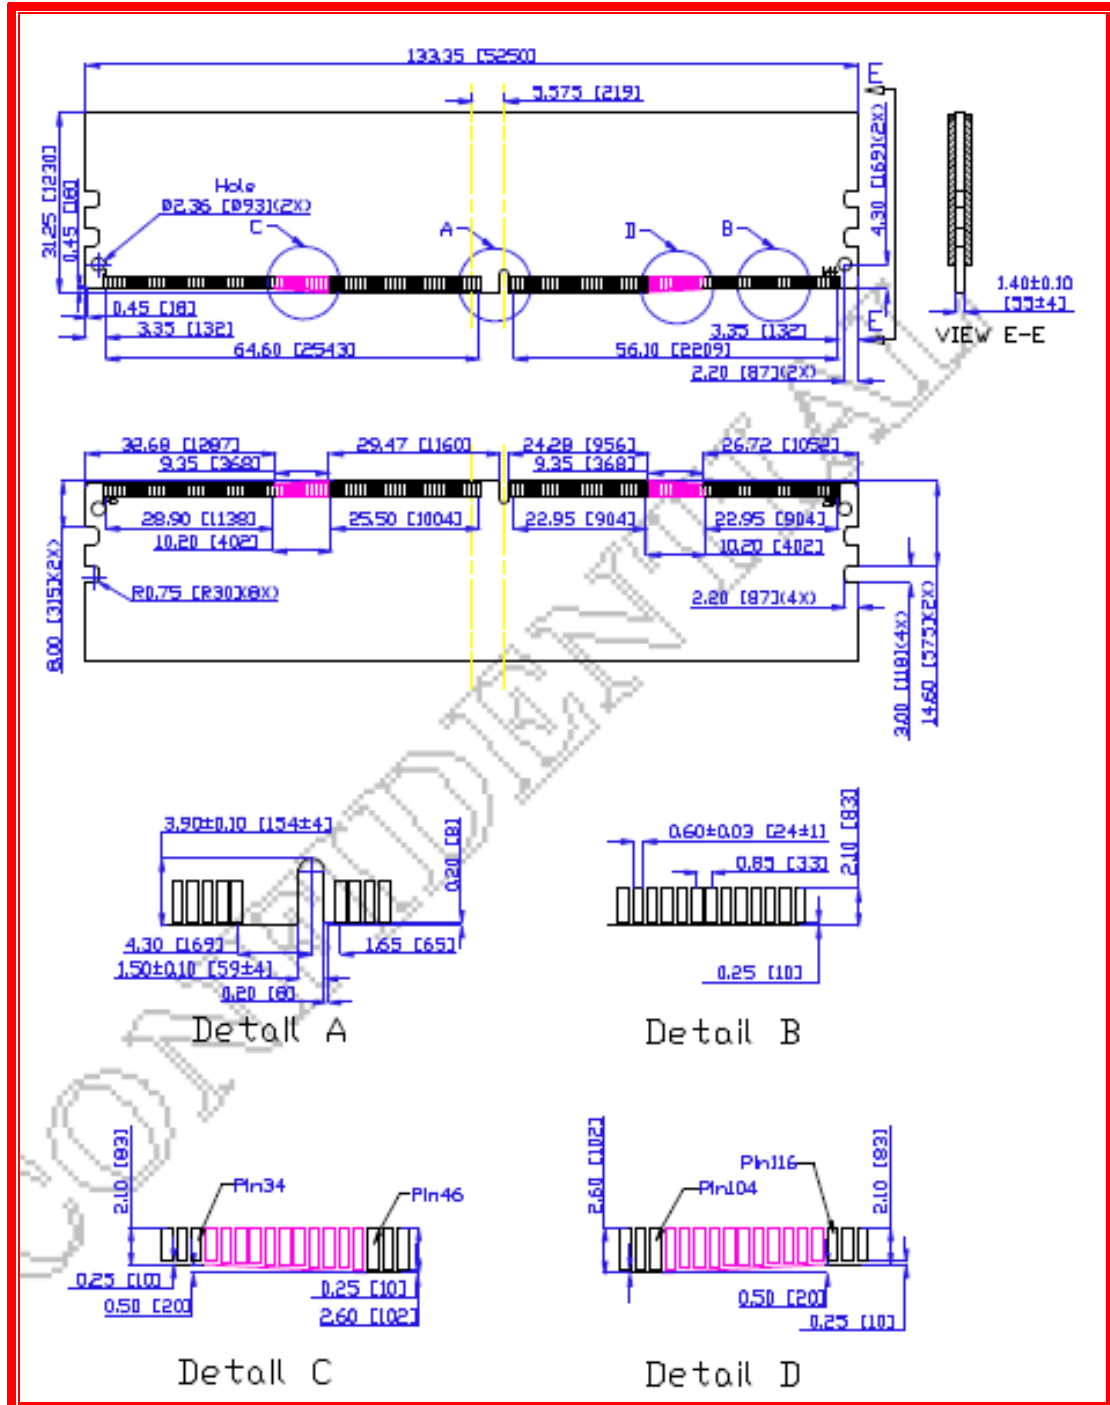 133.35 [5250]
5.575 [219]
E
31.25 [1230]
0.45 [18]
Hole
Ø2.36 [Ø93](2X)
C
A
D
B
4.30 [169](2X)
0.45 [18]
3.35 [132]
64.60 [2543]
56.10 [2209]
3.35 [132]
2.20 [87](2X)
E
1.40±0.10
[55±4]
VIEW E-E
32.68 [1287]
29.47 [1160]
24.28 [956]
26.72 [1052]
9.35 [368]
9.35 [368]
28.90 [1138]
25.50 [1004]
22.95 [904]
22.95 [904]
10.20 [402]
10.20 [402]
R0.75 [R30](8X)
2.20 [87](4X)
8.00 [315](2X)
3.00 [118](4X)
14.60 [575](2X)
3.90±0.10 [154±4]
0.20 [8]
4.30 [169]
1.65 [65]
1.50±0.10 [59±4]
0.20 [8]
Detail A
0.60±0.03 [24±1]
0.85 [33]
2.10 [83]
0.25 [10]
Detail B
2.10 [83]
Pin34
Pin46
0.25 [10]
0.50 [20]
0.25 [10]
2.60 [102]
Detail C
2.60 [102]
Pin116
Pin104
2.10 [83]
0.50 [20]
0.25 [10]
Detail D
CONFIDENTIAL